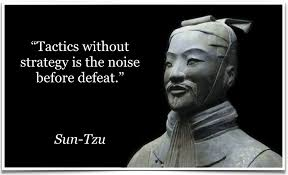 “Tactics without
strategy is the noise
before defeat.”
Sun-Tzu